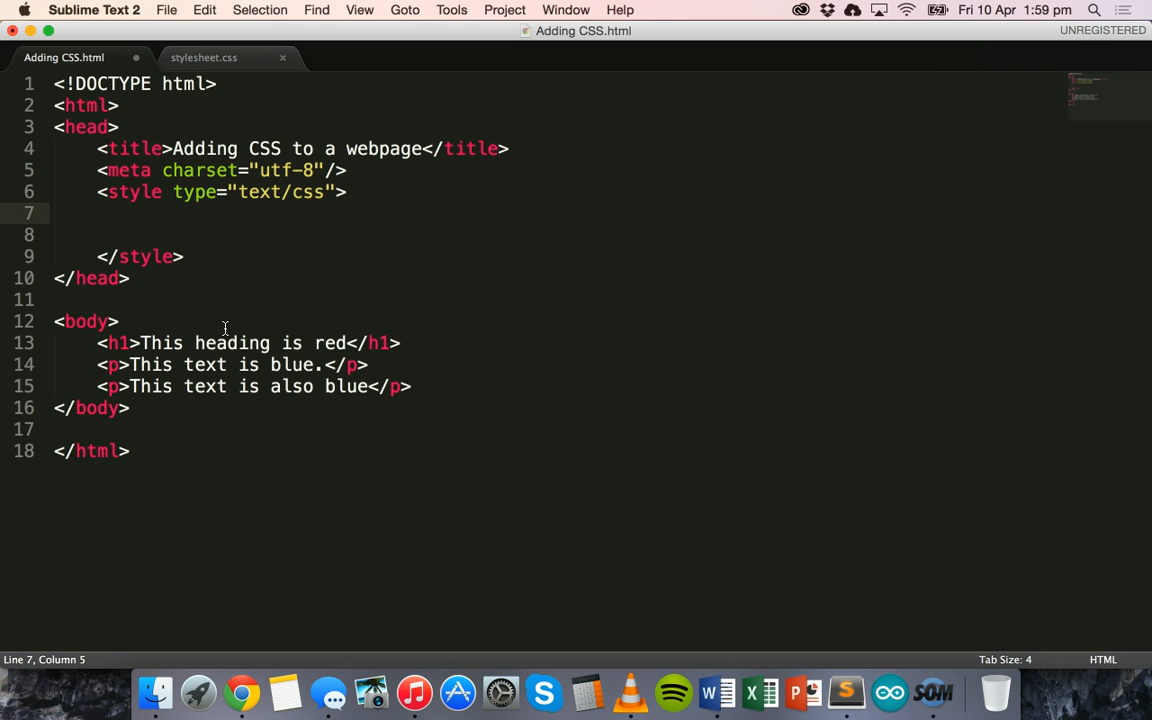 Sublime Text 2 File Edit Selection Find View Goto Tools Project Window Help Fri 10 Apr 1:59 pm
Adding CSS.html UNREGISTERED
Adding CSS.html stylesheet.css
1 <!DOCTYPE html>
2 <html>
3 <head>
4 <title>Adding CSS to a webpage</title>
5 <meta charset="utf-8"/>
6 <style type="text/css">
7
8
9 </style>
10 </head>
11
12 <body>
13 <h1>This heading is red</h1>
14 <p>This text is blue.</p>
15 <p>This text is also blue</p>
16 </body>
17
18 </html>
Line 7, Column 5 Tab Size: 4 HTML
SOM